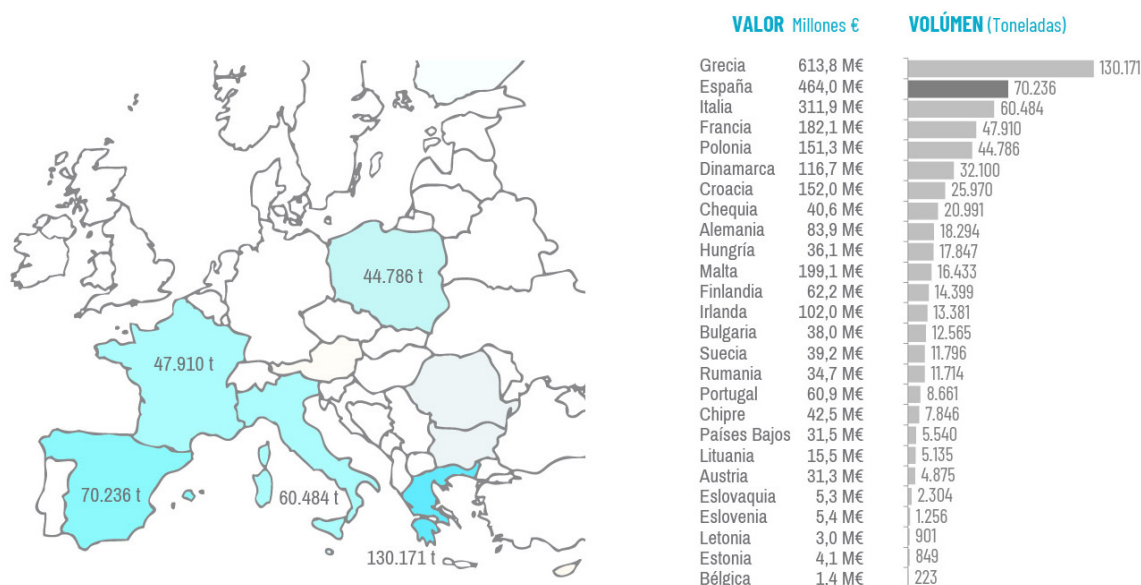 VALOR Millones € VOLÚMEN (Toneladas)
Grecia 613,8 M€ 130.171
España 464,0 M€ 70.236
Italia 311,9 M€ 60.484
Francia 182,1 M€ 47.910
Polonia 151,3 M€ 44.786
Dinamarca 116,7 M€ 32.100
Croacia 152,0 M€ 25.970
Chequia 40,6 M€ 20.991
Alemania 83,9 M€ 18.294
Hungría 36,1 M€ 17.847
Malta 199,1 M€ 16.433
Finlandia 62,2 M€ 14.399
Irlanda 102,0 M€ 13.381
Bulgaria 38,0 M€ 12.565
Suecia 39,2 M€ 11.796
Rumania 34,7 M€ 11.714
Portugal 60,9 M€ 8.661
Chipre 42,5 M€ 7.846
Países Bajos 31,5 M€ 5.540
Lituania 15,5 M€ 5.135
Austria 31,3 M€ 4.875
Eslovaquia 5,3 M€ 2.304
Eslovenia 5,4 M€ 1.256
Letonia 3,0 M€ 901
Estonia 4,1 M€ 849
Bélgica 1,4 M€ 223
44.786 t
47.910 t
70.236 t
60.484 t
130.171 t